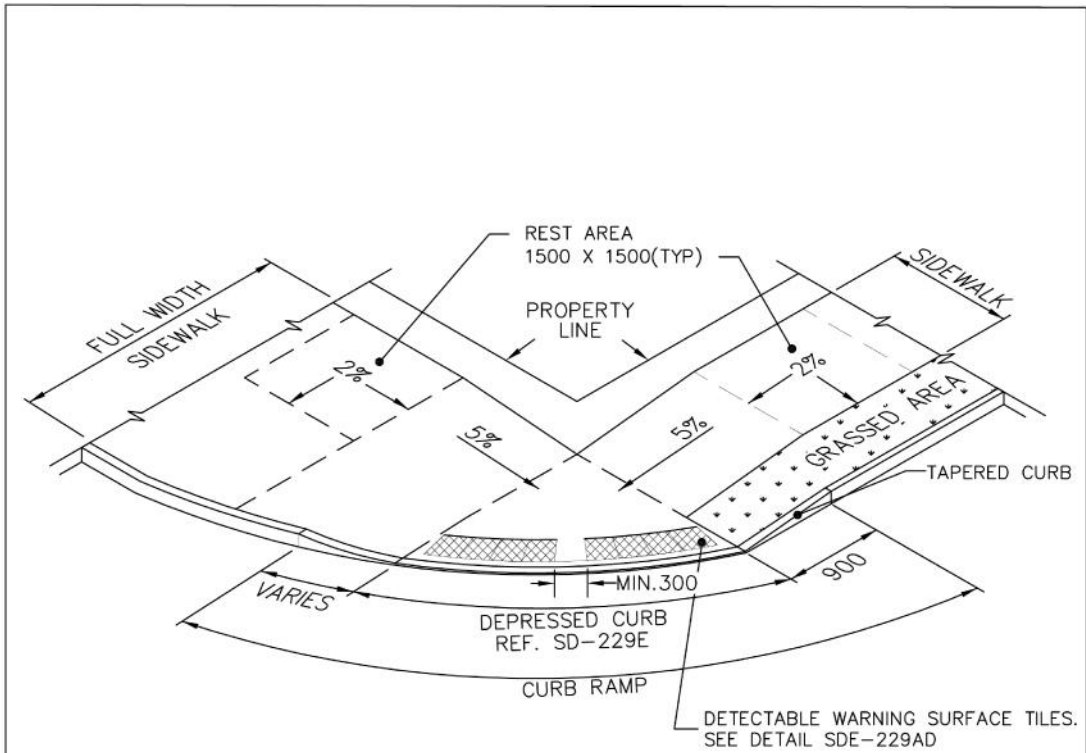 REST AREA
1500 X 1500(TYP)
PROPERTY
LINE
FULL WIDTH
SIDEWALK
SIDEWALK
2%
2%
5%
5%
GRASSED AREA
TAPERED CURB
900
MIN.300
VARIES
DEPRESSED CURB
REF. SD-229E
CURB RAMP
DETECTABLE WARNING SURFACE TILES.
SEE DETAIL SDE-229AD